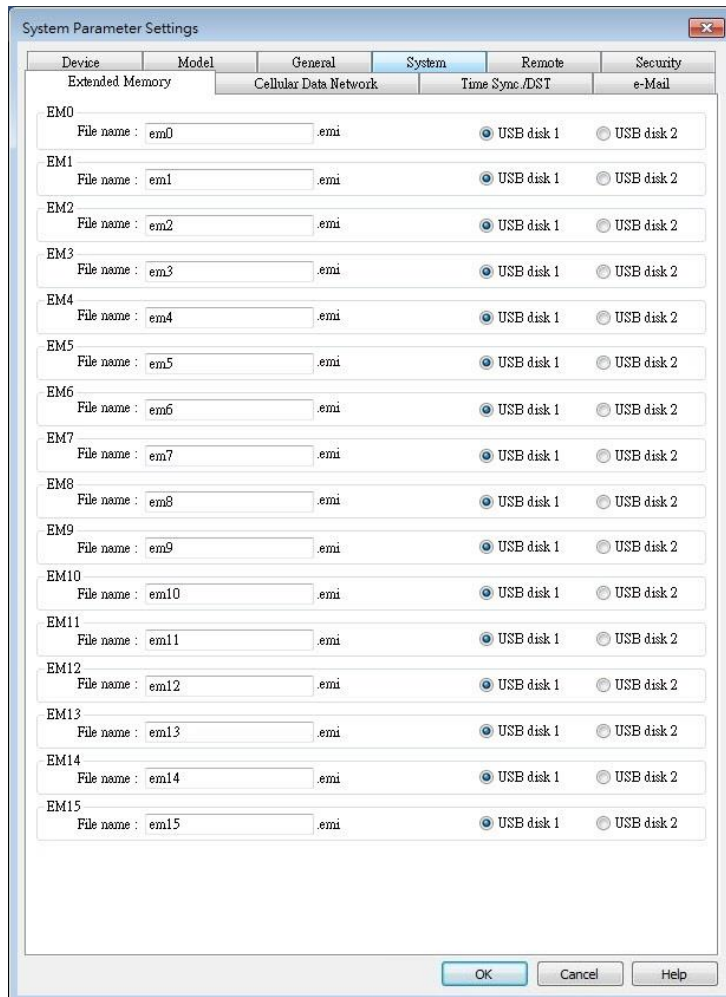 System Parameter Settings
Device Model General System Remote Security
Extended Memory Cellular Data Network Time Sync./DST e-Mail
EM0
File name : em0 .emi USB disk 1 USB disk 2
EM1
File name : em1 .emi USB disk 1 USB disk 2
EM2
File name : em2 .emi USB disk 1 USB disk 2
EM3
File name : em3 .emi USB disk 1 USB disk 2
EM4
File name : em4 .emi USB disk 1 USB disk 2
EM5
File name : em5 .emi USB disk 1 USB disk 2
EM6
File name : em6 .emi USB disk 1 USB disk 2
EM7
File name : em7 .emi USB disk 1 USB disk 2
EM8
File name : em8 .emi USB disk 1 USB disk 2
EM9
File name : em9 .emi USB disk 1 USB disk 2
EM10
File name : em10 .emi USB disk 1 USB disk 2
EM11
File name : em11 .emi USB disk 1 USB disk 2
EM12
File name : em12 .emi USB disk 1 USB disk 2
EM13
File name : em13 .emi USB disk 1 USB disk 2
EM14
File name : em14 .emi USB disk 1 USB disk 2
EM15
File name : em15 .emi USB disk 1 USB disk 2
OK Cancel Help